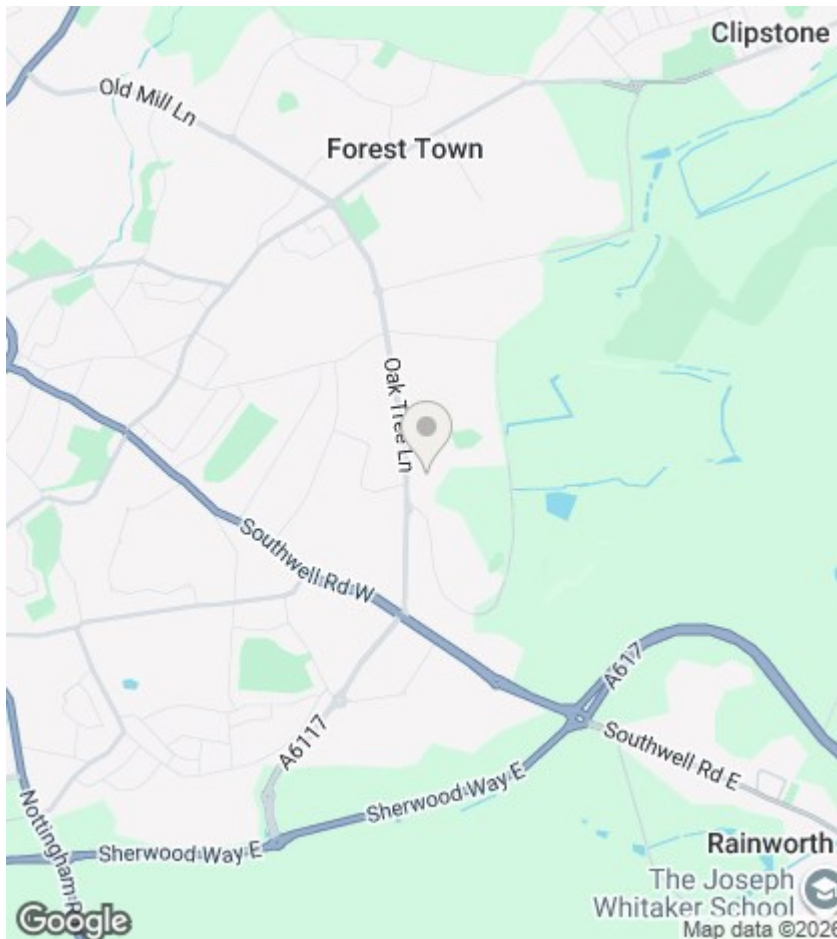 Clipstone
Old Mill Ln
Forest Town
Oak Tree Ln
Southwell Rd W
A617
A6117
Southwell Rd E
Sherwood Way E
Sherwood Way E
Nottingham R
Rainworth
The Joseph
Whitaker School
Google
Map data ©2026